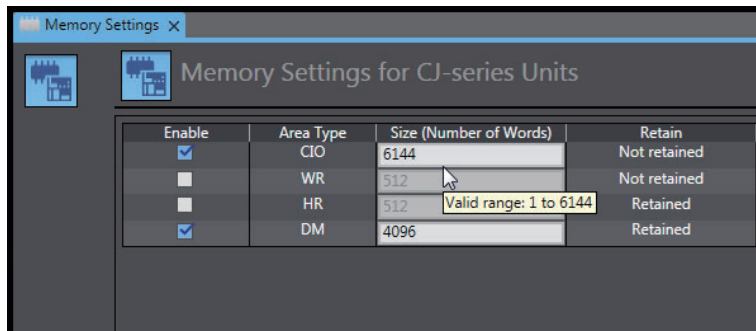 Memory Settings X
Memory Settings for CJ-series Units
Enable Area Type Size (Number of Words) Retain
CIO 6144 Not retained
WR 512 Not retained
HR 512 Valid range: 1 to 6144 Retained
DM 4096 Retained